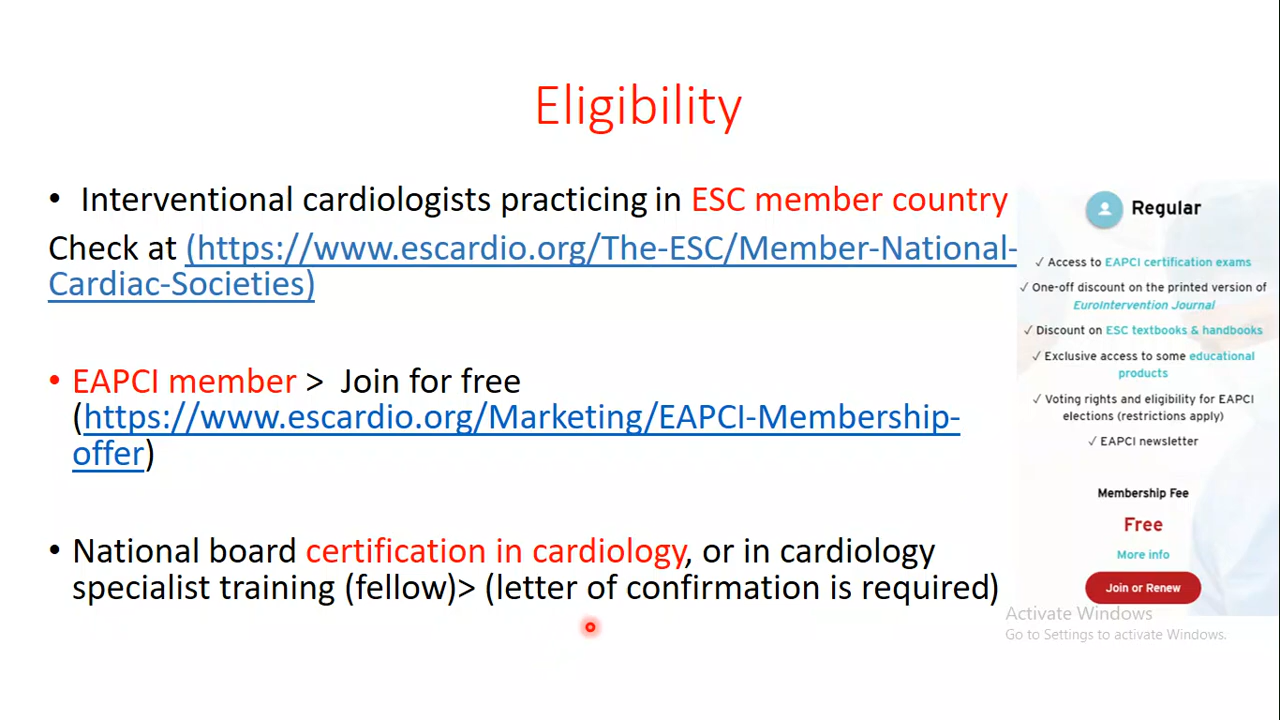 Eligibility
• Interventional cardiologists practicing in ESC member country
Check at (https://www.escardio.org/The-ESC/Member-National-
Cardiac-Societies)
• EAPCI member > Join for free
(https://www.escardio.org/Marketing/EAPCI-Membership-
offer)
• National board certification in cardiology, or in cardiology
specialist training (fellow)> (letter of confirmation is required)
Regular
✓ Access to EAPCI certification exams
✓ One-off discount on the printed version of
EuroIntervention Journal
✓ Discount on ESC textbooks & handbooks
✓ Exclusive access to some educational
products
✓ Voting rights and eligibility for EAPCI
elections (restrictions apply)
✓ EAPCI newsletter
Membership Fee
Free
More info
Join or Renew
Activate Windows
Go to Settings to activate Windows.